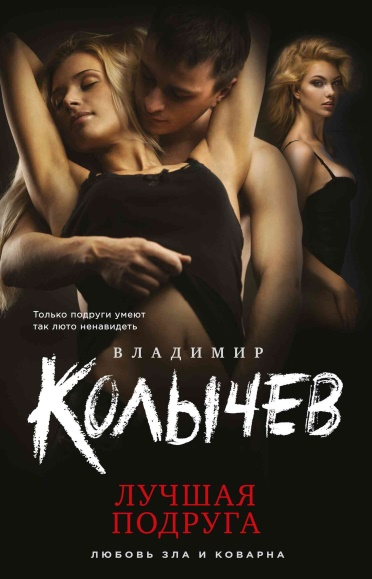 Только подруги умеют
так люто ненавидеть
ВЛАДИМИР
КОЛЫЧЕВ
ЛУЧШАЯ
ПОДРУГА
ЛЮБОВЬ ЗЛА И КОВАРНА